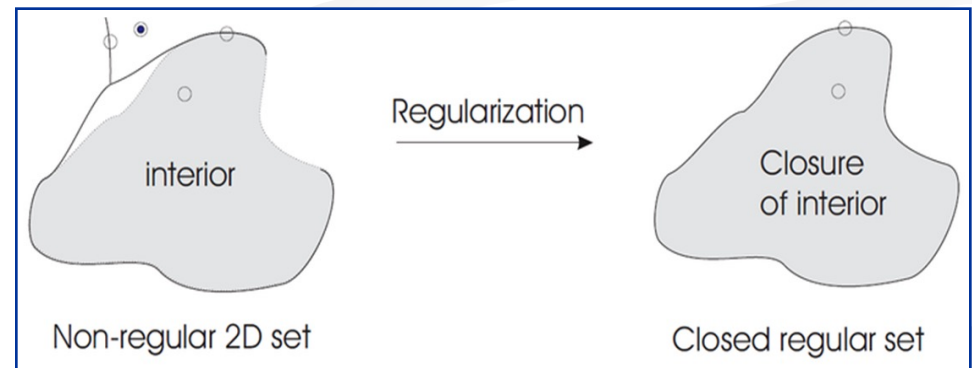 Regularization
interior
Closure
of interior
Non-regular 2D set
Closed regular set